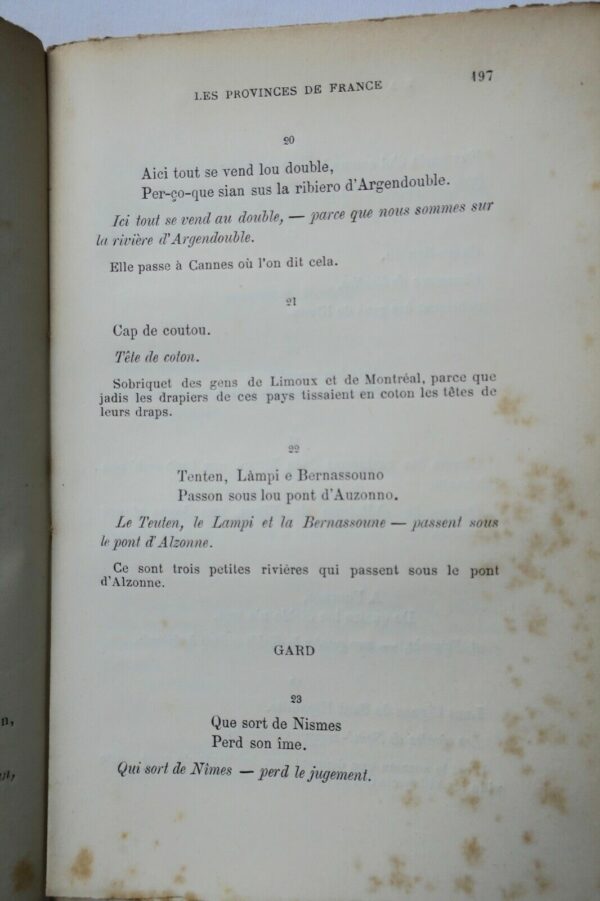 LES PROVINCES DE FRANCE 197
20
Aici tout se vend lou double,
Per-ço-que sian sus la ribiero d'Argendouble.
Ici tout se vend au double, — parce que nous sommes sur
la rivière d'Argendouble.
Elle passe à Cannes où l'on dit cela.
21
Cap de coutou.
Tête de coton.
Sobriquet des gens de Limoux et de Montréal, parce que
jadis les drapiers de ces pays tissaient en coton les têtes de
leurs draps.
22
Tenten, Làmpi e Bernassouno
Passon sous lou pont d'Auzonno.
Le Teuten, le Lampi et la Bernassoune — passent sous
le pont d'Alzonne.
Ce sont trois petites rivières qui passent sous le pont
d'Alzonne.
GARD
23
Que sort de Nismes
Perd son ime.
Qui sort de Nîmes — perd le jugement.
n,